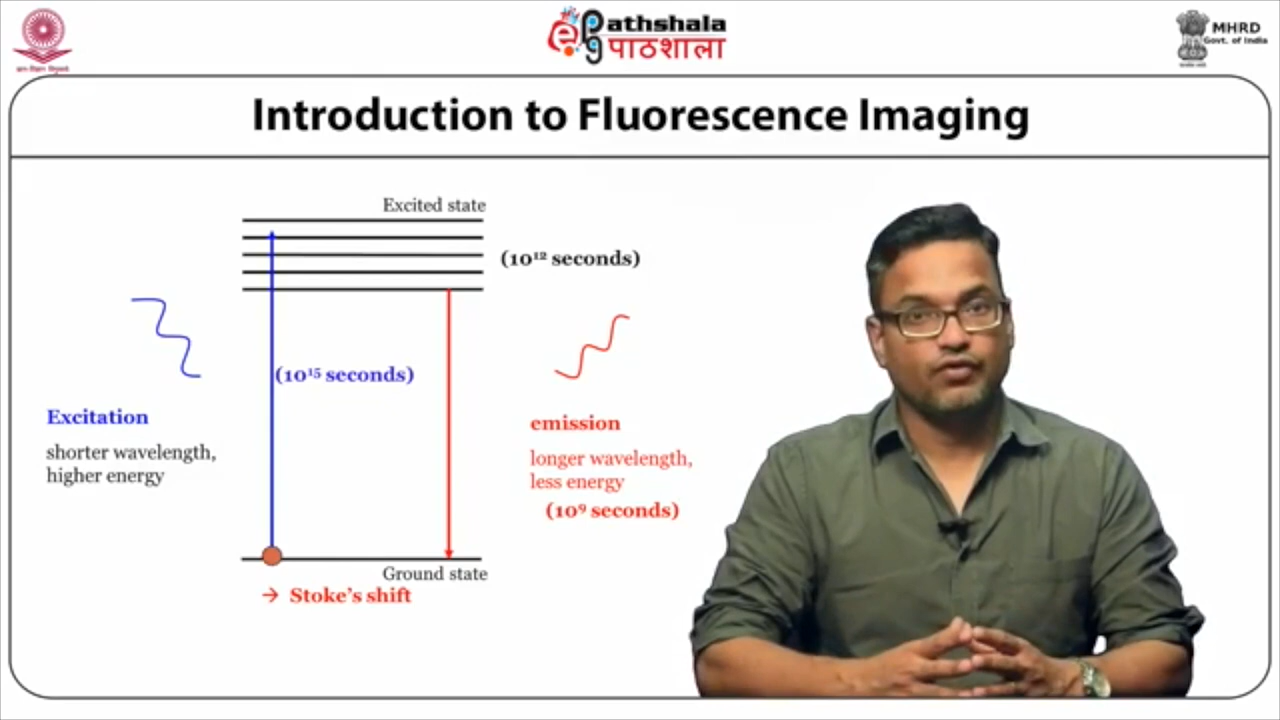 Pathshala
पाठशाला
MHRD
Govt. of India
Introduction to Fluorescence Imaging
Excited state
(10¹² seconds)
(10¹⁵ seconds)
Excitation
shorter wavelength,
higher energy
emission
longer wavelength,
less energy
(10⁹ seconds)
Ground state
→ Stoke's shift